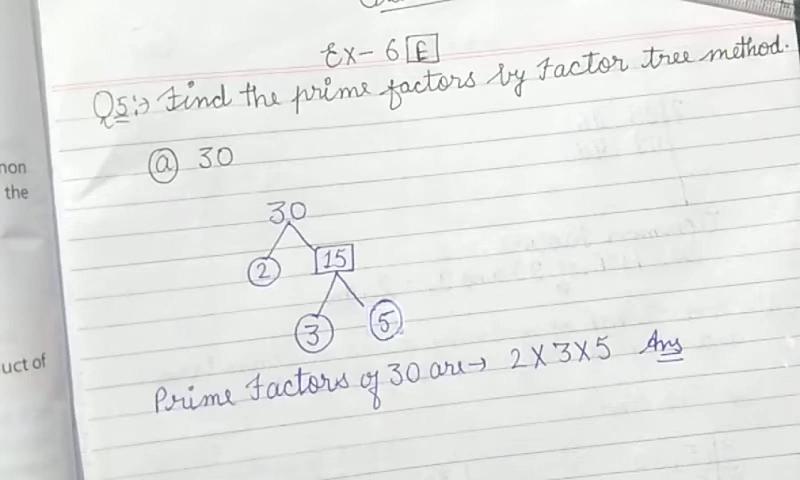 Ex- 6 E
Q5:→ Find the prime factors by Factor tree method.
non
the
(a) 30
30
2 15
3 5
uct of
Prime Factors of 30 are → 2 X 3 X 5 Ans